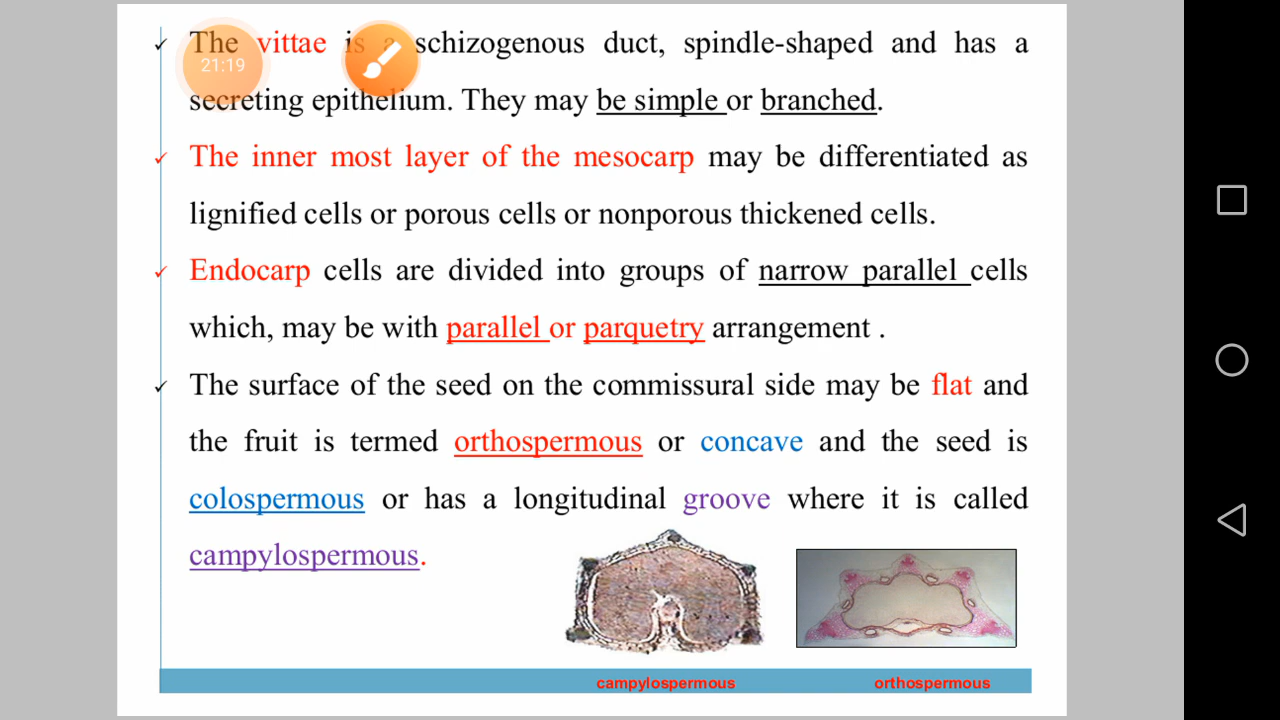 ✓ The vittae is a schizogenous duct, spindle-shaped and has a
21:19
secreting epithelium. They may be simple or branched.
✓ The inner most layer of the mesocarp may be differentiated as
lignified cells or porous cells or nonporous thickened cells.
✓ Endocarp cells are divided into groups of narrow parallel cells
which, may be with parallel or parquetry arrangement .
✓ The surface of the seed on the commissural side may be flat and
the fruit is termed orthospermous or concave and the seed is
colospermous or has a longitudinal groove where it is called
campylospermous.
campylospermous
orthospermous